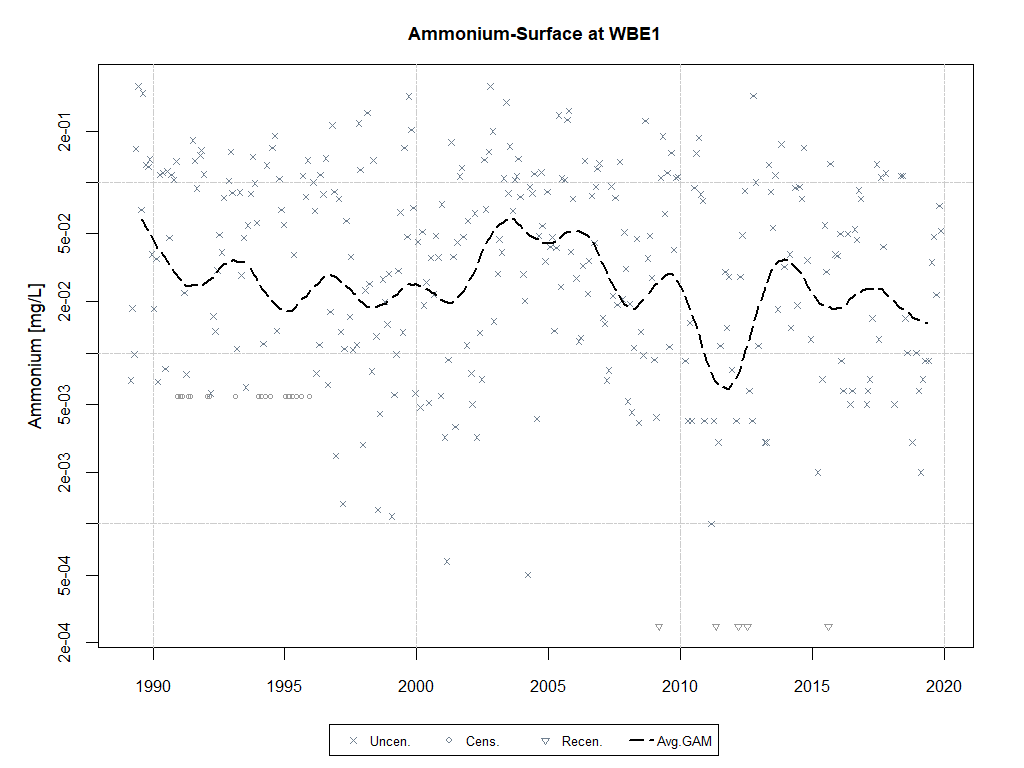 Ammonium-Surface at WBE1
Ammonium [mg/L]
2e-01
5e-02
2e-02
5e-03
2e-03
5e-04
2e-04
1990 1995 2000 2005 2010 2015 2020
Uncen. Cens. Recen. Avg.GAM